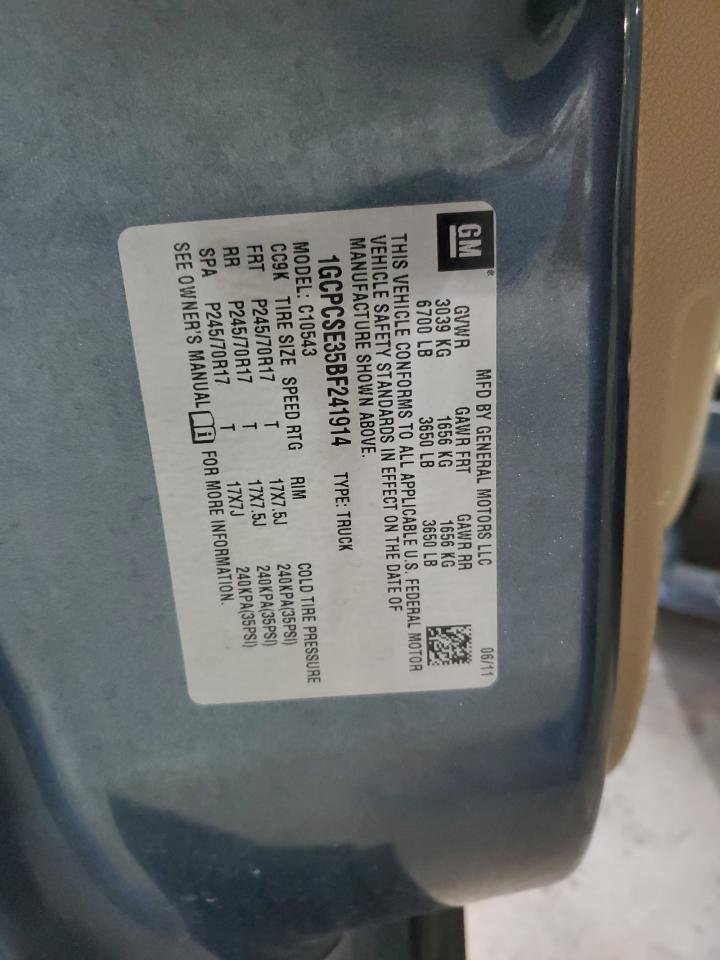 GM ®
MFD BY GENERAL MOTORS LLC 06/11
GVWR GAWR FRT GAWR RR
3039 KG 1656 KG 1656 KG
6700 LB 3650 LB 3650 LB
THIS VEHICLE CONFORMS TO ALL APPLICABLE U.S. FEDERAL MOTOR
VEHICLE SAFETY STANDARDS IN EFFECT ON THE DATE OF
MANUFACTURE SHOWN ABOVE.
1GCPCSE35BF241914 TYPE: TRUCK
MODEL: C10543
CC9K TIRE SIZE SPEED RTG RIM COLD TIRE PRESSURE
FRT P245/70R17 T 17X7.5J 240KPA(35PSI)
RR P245/70R17 T 17X7.5J 240KPA(35PSI)
SPA P245/70R17 T 17X7J 240KPA(35PSI)
SEE OWNER'S MANUAL i FOR MORE INFORMATION.